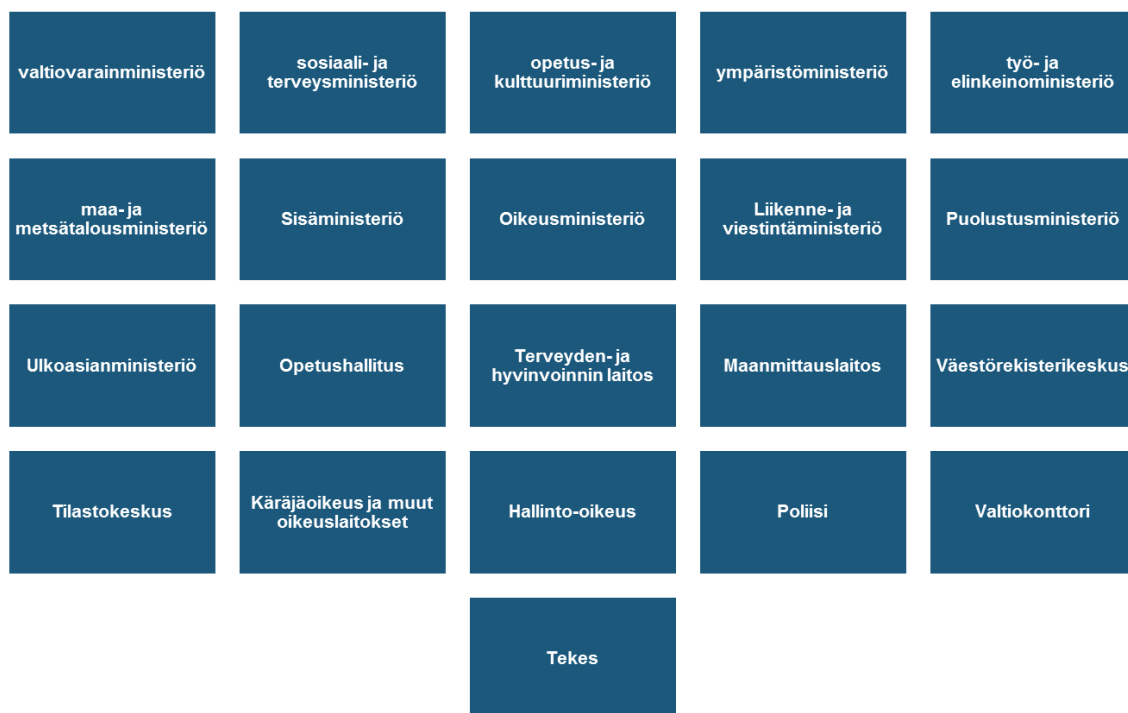 valtiovarainministeriö
sosiaali- ja
terveysministeriö
opetus- ja
kulttuuriministeriö
ympäristöministeriö
työ- ja
elinkeinoministeriö
maa- ja
metsätalousministeriö
Sisäministeriö
Oikeusministeriö
Liikenne- ja
viestintäministeriö
Puolustusministeriö
Ulkoasianministeriö
Opetushallitus
Terveyden- ja
hyvinvoinnin laitos
Maanmittauslaitos
Väestörekisterikeskus
Tilastokeskus
Käräjäoikeus ja muut
oikeuslaitokset
Hallinto-oikeus
Poliisi
Valtiokonttori
Tekes